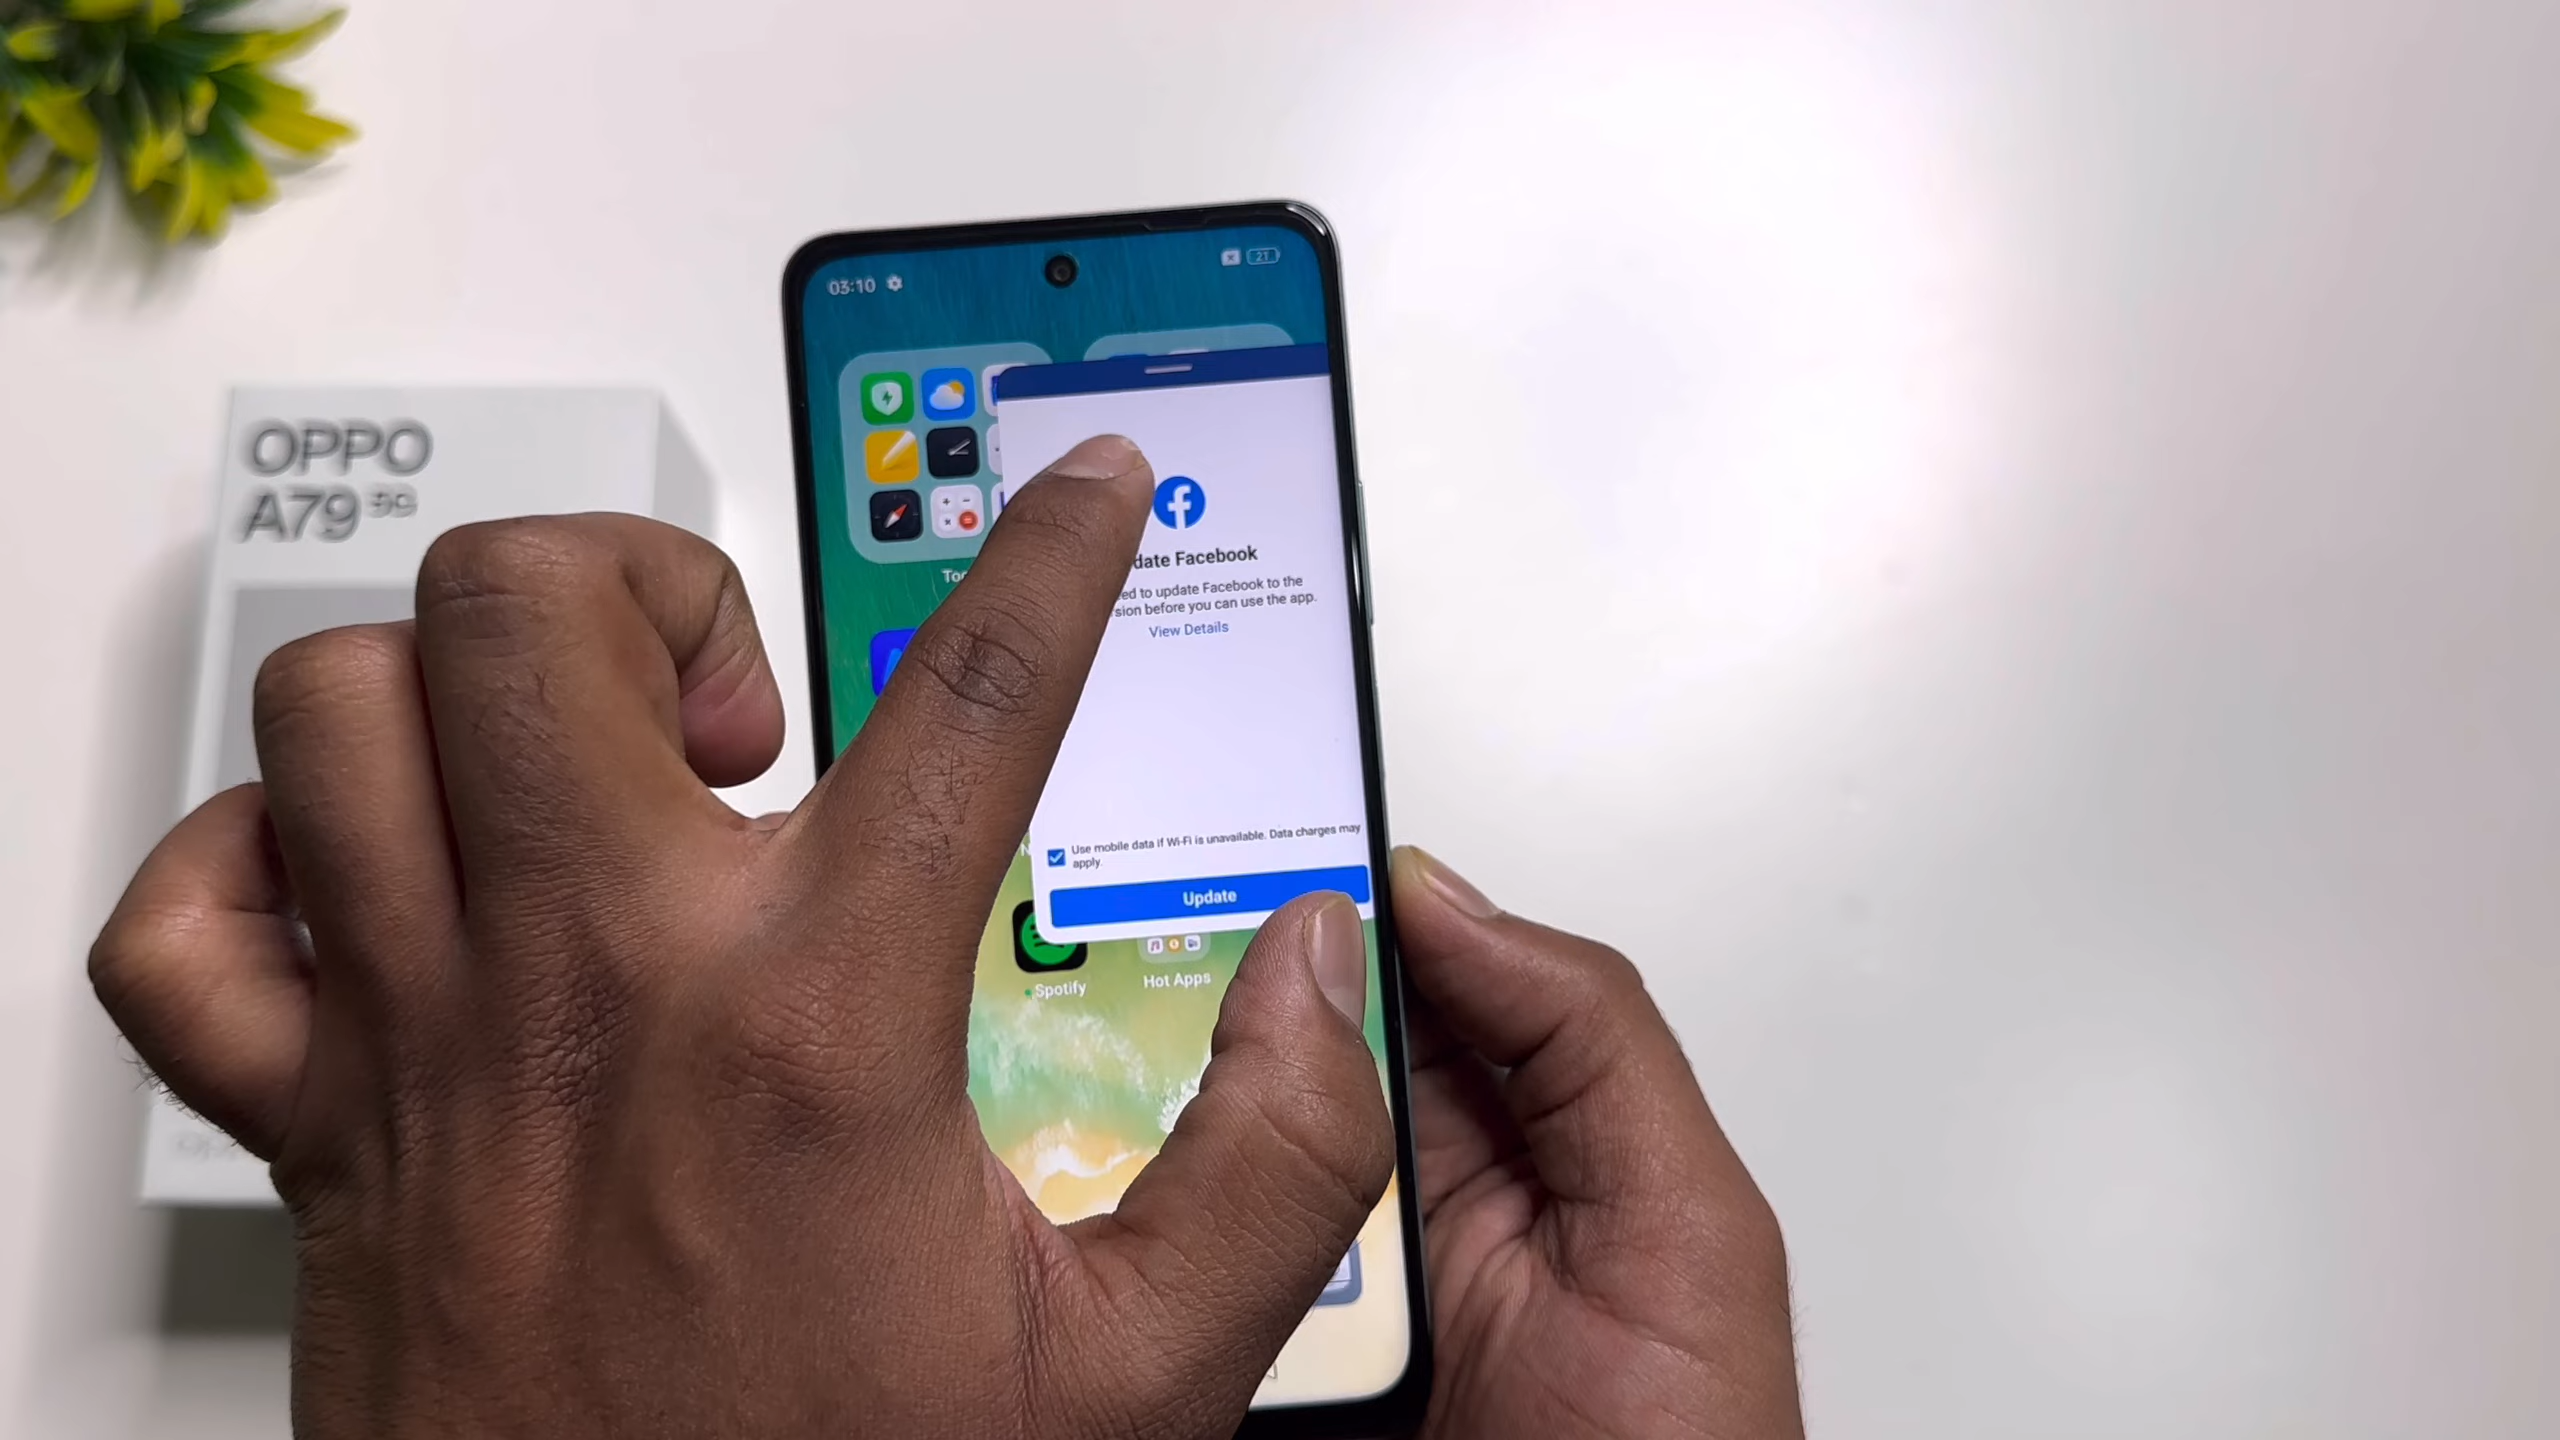 OPPO
A79 5G
03:10
21
date Facebook
ed to update Facebook to the
sion before you can use the app.
View Details
Use mobile data if Wi-Fi is unavailable. Data charges may
apply.
Update
Spotify
Hot Apps